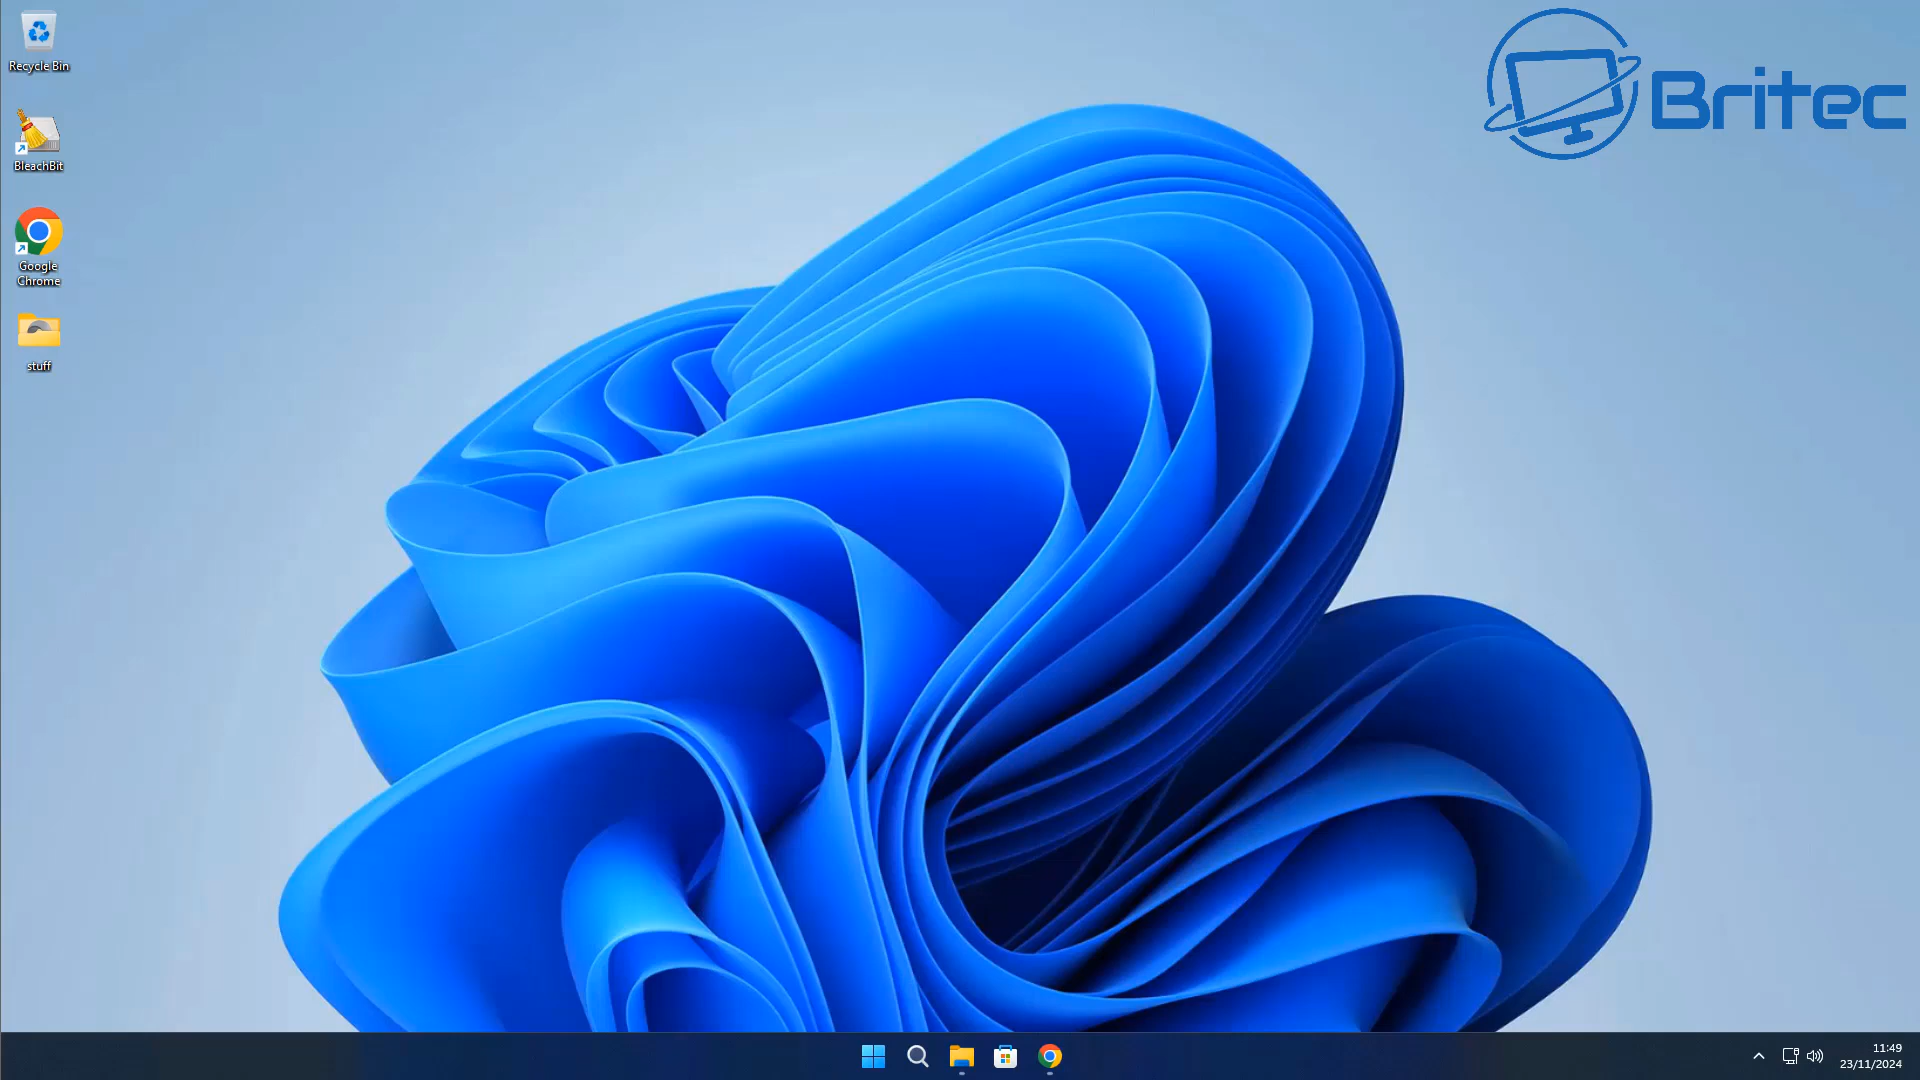 Recycle Bin
BleachBit
Google
Chrome
stuff
Britec
11:49
23/11/2024